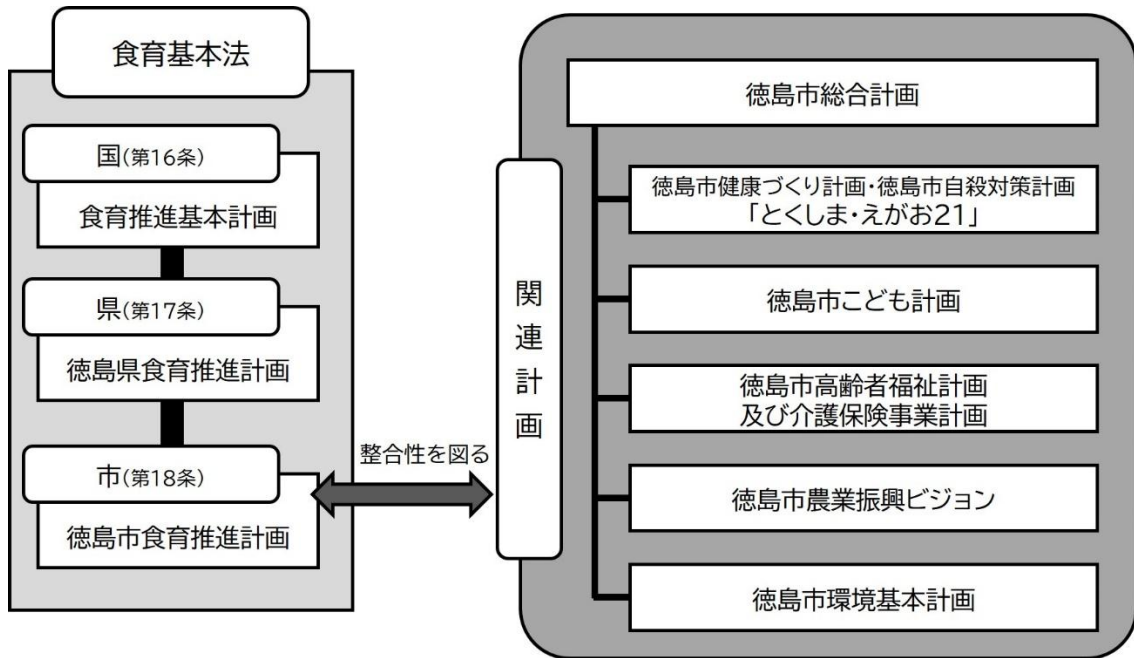 食育基本法
国(第16条)
食育推進基本計画
県(第17条)
徳島県食育推進計画
市(第18条)
徳島市食育推進計画
整合性を図る
関連計画
徳島市総合計画
徳島市健康づくり計画・徳島市自殺対策計画
「とくしま・えがお21」
徳島市こども計画
徳島市高齢者福祉計画
及び介護保険事業計画
徳島市農業振興ビジョン
徳島市環境基本計画